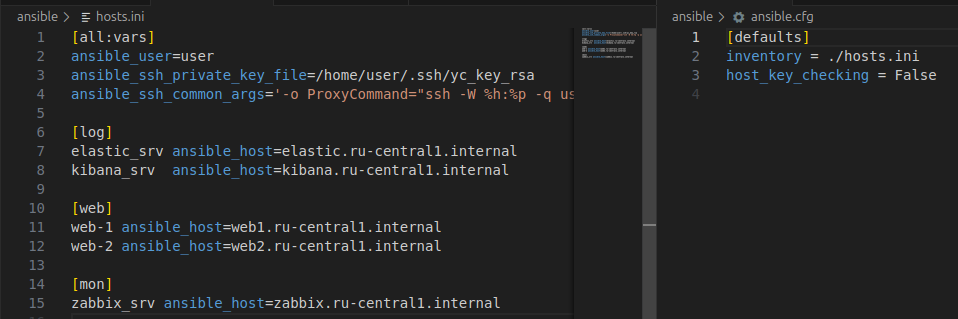 ansible > hosts.ini
1 [all:vars]
2 ansible_user=user
3 ansible_ssh_private_key_file=/home/user/.ssh/yc_key_rsa
4 ansible_ssh_common_args='-o ProxyCommand="ssh -W %h:%p -q us
5
6 [log]
7 elastic_srv ansible_host=elastic.ru-central1.internal
8 kibana_srv  ansible_host=kibana.ru-central1.internal
9
10 [web]
11 web-1 ansible_host=web1.ru-central1.internal
12 web-2 ansible_host=web2.ru-central1.internal
13
14 [mon]
15 zabbix_srv ansible_host=zabbix.ru-central1.internal
ansible > ansible.cfg
1 [defaults]
2 inventory = ./hosts.ini
3 host_key_checking = False
4